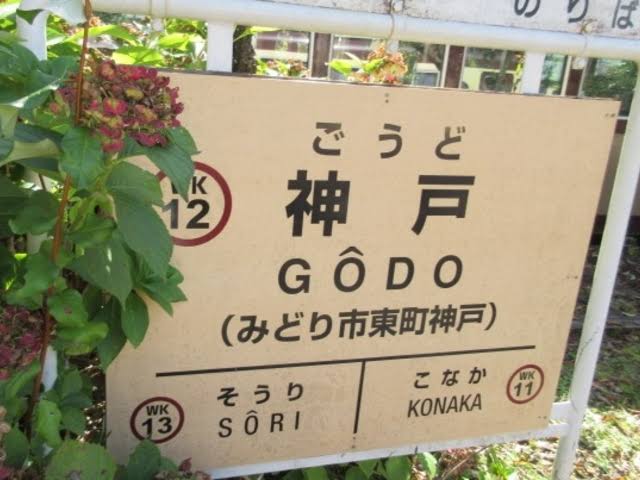 のりば
ごうど
WK
12
神戸
GÔDO
(みどり市東町神戸)
そうり
WK
13
SÔRI
こなか
KONAKA
WK
11